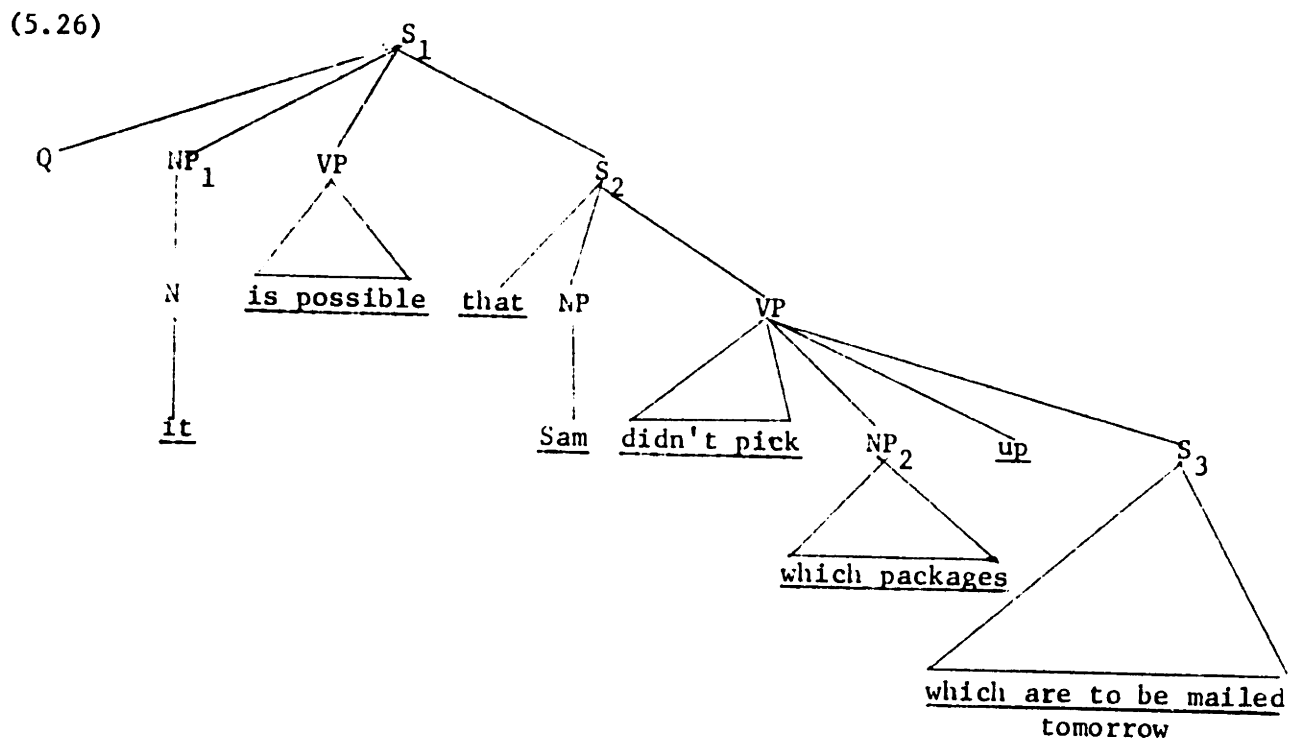 (5.26)
S1
Q NP1 VP S2
N is possible that NP VP
it Sam didn't pick NP2 up S3
which packages
which are to be mailed
tomorrow